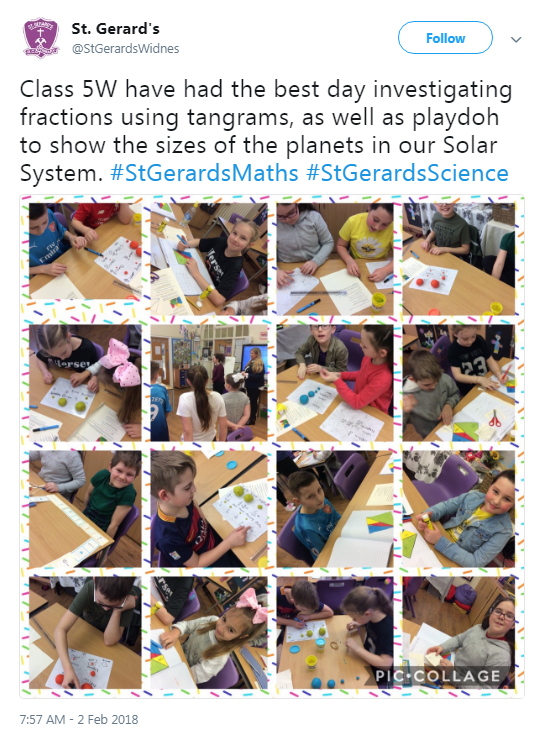 St. Gerard's
@StGerardsWidnes
Follow
Class 5W have had the best day investigating
fractions using tangrams, as well as playdoh
to show the sizes of the planets in our Solar
System. #StGerardsMaths #StGerardsScience
23
PIC•COLLAGE
7:57 AM - 2 Feb 2018